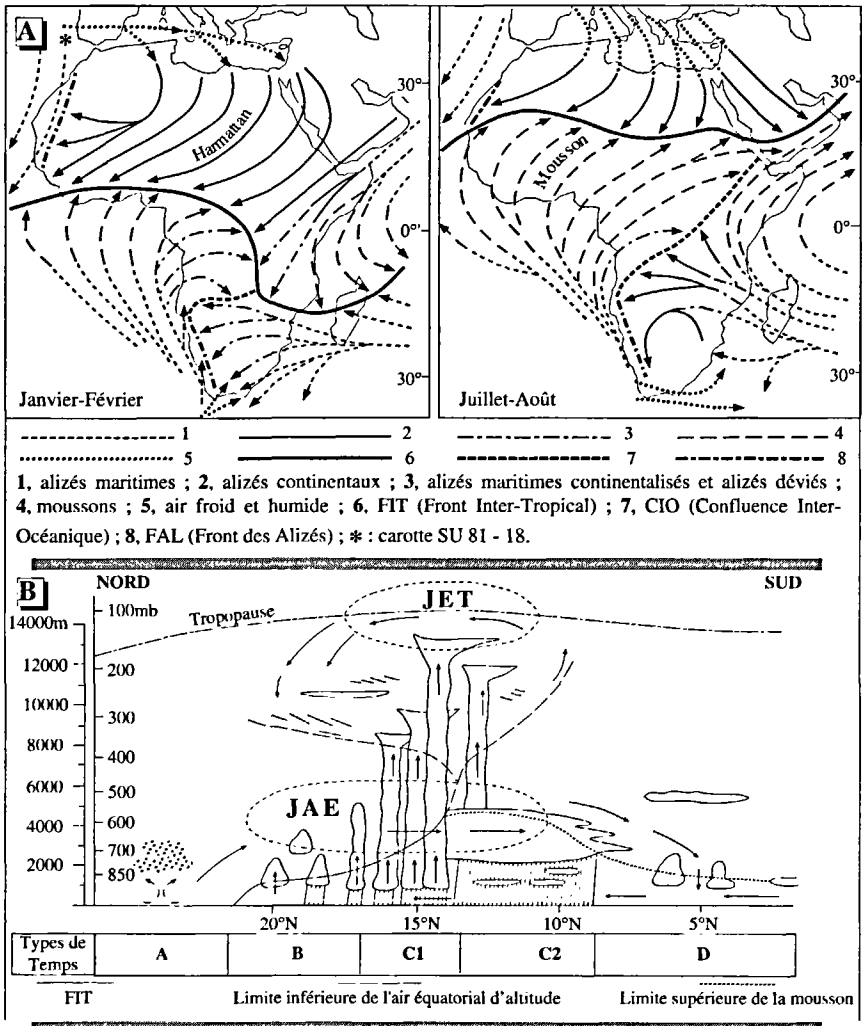 A
*
Harmattan
30°
0°
30°
Janvier-Février
Mousson
30°
0°
30°
Juillet-Août
1 2 3 4
5 6 7 8
1, alizés maritimes ; 2, alizés continentaux ; 3, alizés maritimes continentalisés et alizés déviés ;
4, moussons ; 5, air froid et humide ; 6, FIT (Front Inter-Tropical) ; 7, CIO (Confluence Inter-
Océanique) ; 8, FAL (Front des Alizés) ; * : carotte SU 81 - 18.
B
NORD SUD
JET
Tropopause
14000m
12000
10000
8000
6000
4000
2000
100mb
200
300
400
500
600
700
850
JAE
20°N 15°N 10°N 5°N
Types de
Temps
A B C1 C2 D
FIT Limite inférieure de l'air équatorial d'altitude Limite supérieure de la mousson